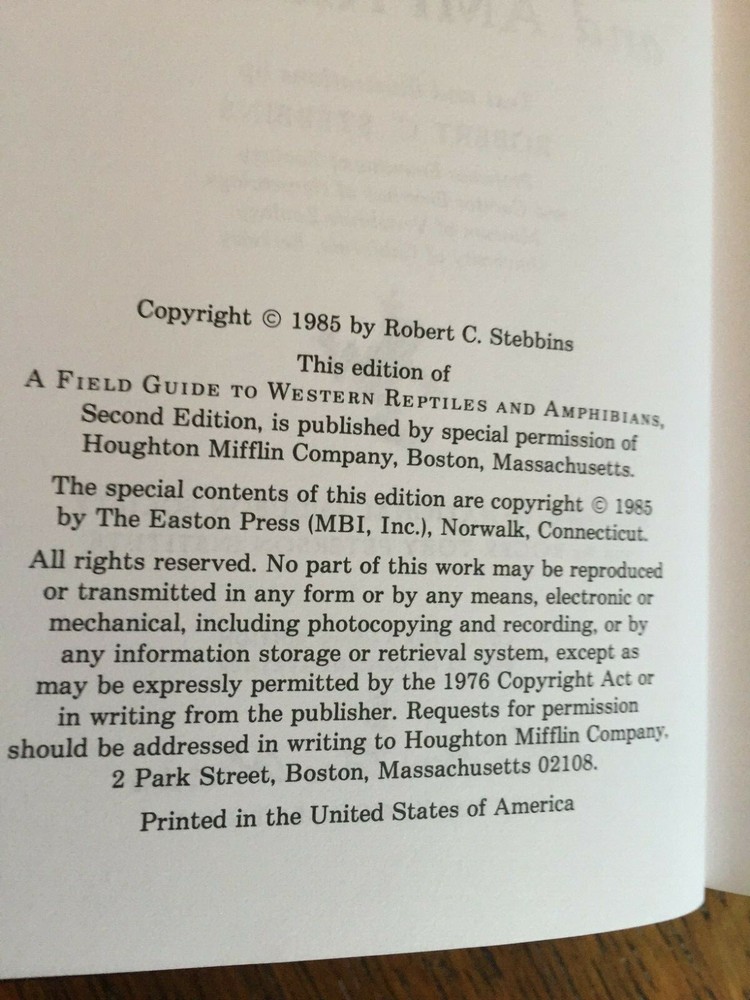 Copyright © 1985 by Robert C. Stebbins
This edition of
A FIELD GUIDE TO WESTERN REPTILES AND AMPHIBIANS,
Second Edition, is published by special permission of
Houghton Mifflin Company, Boston, Massachusetts.
The special contents of this edition are copyright © 1985
by The Easton Press (MBI, Inc.), Norwalk, Connecticut.
All rights reserved. No part of this work may be reproduced
or transmitted in any form or by any means, electronic or
mechanical, including photocopying and recording, or by
any information storage or retrieval system, except as
may be expressly permitted by the 1976 Copyright Act or
in writing from the publisher. Requests for permission
should be addressed in writing to Houghton Mifflin Company,
2 Park Street, Boston, Massachusetts 02108.
Printed in the United States of America